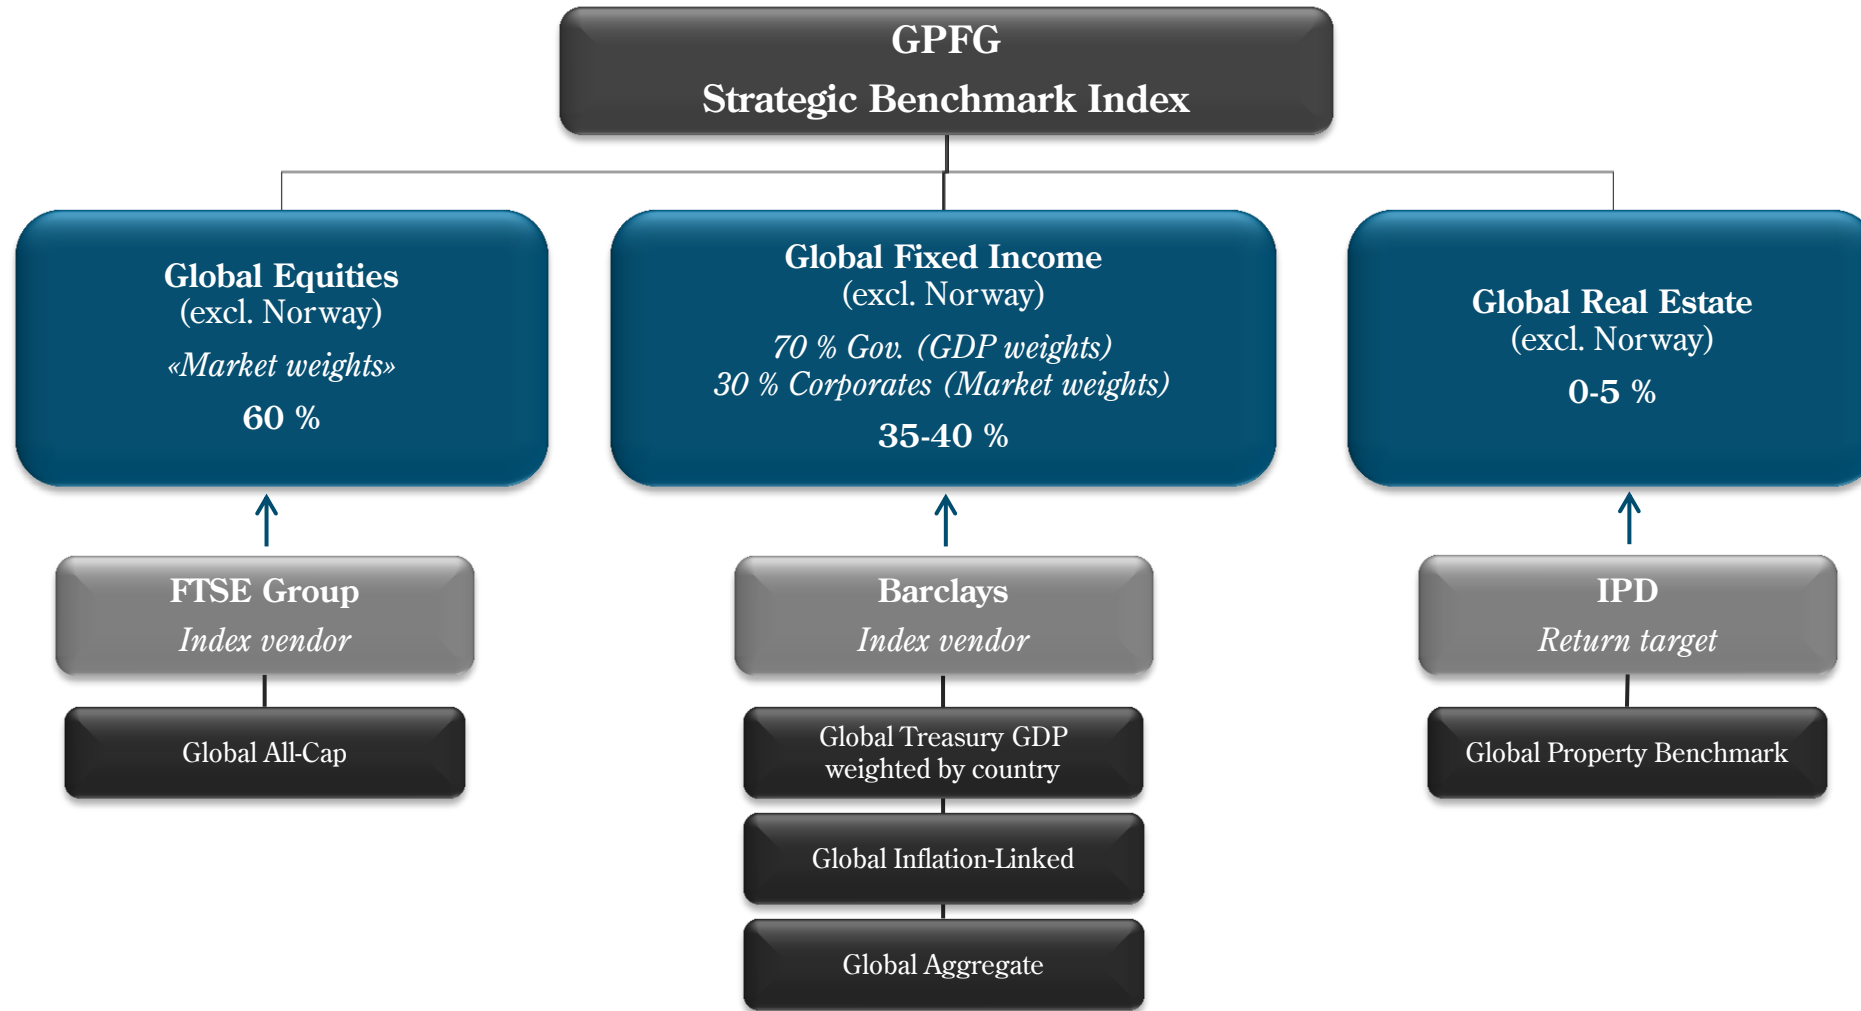 GPFG
Strategic Benchmark Index
Global Equities
(excl. Norway)
«Market weights»
60 %
Global Fixed Income
(excl. Norway)
70 % Gov. (GDP weights)
30 % Corporates (Market weights)
35-40 %
Global Real Estate
(excl. Norway)
0-5 %
FTSE Group
Index vendor
Global All-Cap
Barclays
Index vendor
Global Treasury GDP
weighted by country
Global Inflation-Linked
Global Aggregate
IPD
Return target
Global Property Benchmark